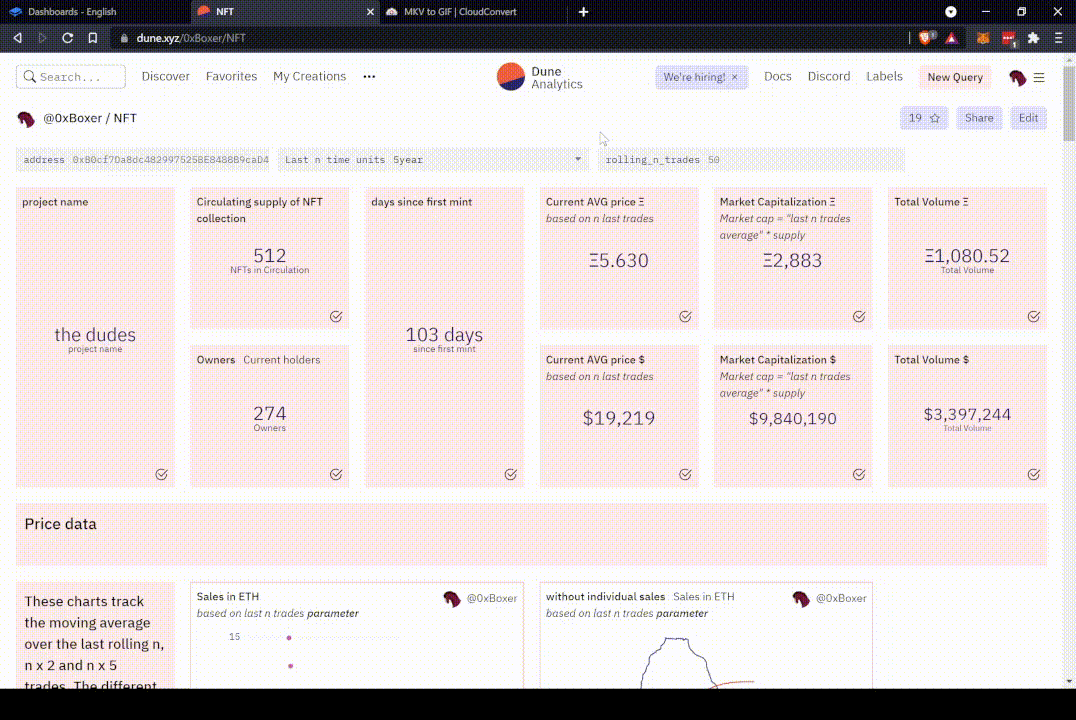 Dashboards - English
NFT
MKV to GIF | CloudConvert
dune.xyz/0xBoxer/NFT
Search...
Discover
Favorites
My Creations
Dune
Analytics
We're hiring!
Docs
Discord
Labels
New Query
@0xBoxer / NFT
19
Share
Edit
address
Last n time units 5year
rolling_n_trades 50
project name
the dudes
project name
Circulating supply of NFT
collection
512
NFTs in Circulation
days since first mint
103 days
since first mint
Current AVG price Ξ
based on n last trades
Ξ5.630
Market Capitalization Ξ
Market cap = "last n trades
average" * supply
Ξ2,883
Total Volume Ξ
Ξ1,080.52
Total Volume
Owners Current holders
274
Owners
Current AVG price $
based on n last trades
$19,219
Market Capitalization $
Market cap = "last n trades
average" * supply
$9,840,190
Total Volume $
$3,397,244
Total Volume
Price data
These charts track
the moving average
over the last rolling n,
n x 2 and n x 5
trades. The different
Sales in ETH
@0xBoxer
based on last n trades parameter
15
without individual sales Sales in ETH
@0xBoxer
based on last n trades parameter